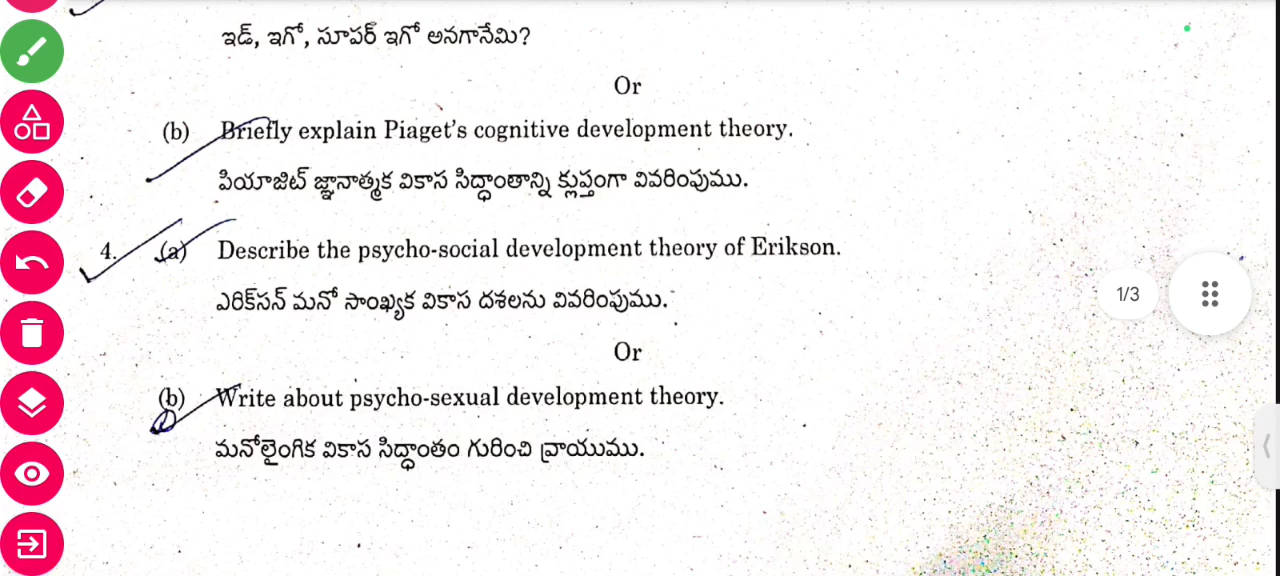 ఇడ్, ఇగో, సూపర్ ఇగో అనగానేమి?
Or
(b) Briefly explain Piaget's cognitive development theory.
పియాజిట్ జ్ఞానాత్మక వికాస సిద్ధాంతాన్ని క్లుప్తంగా వివరింపుము.
4. (a) Describe the psycho-social development theory of Erikson.
ఎరిక్‌సన్ మనో సాంఖ్యక వికాస దశలను వివరింపుము.
1/3
Or
(b) Write about psycho-sexual development theory.
మనోలైంగిక వికాస సిద్ధాంతం గురించి వ్రాయుము.